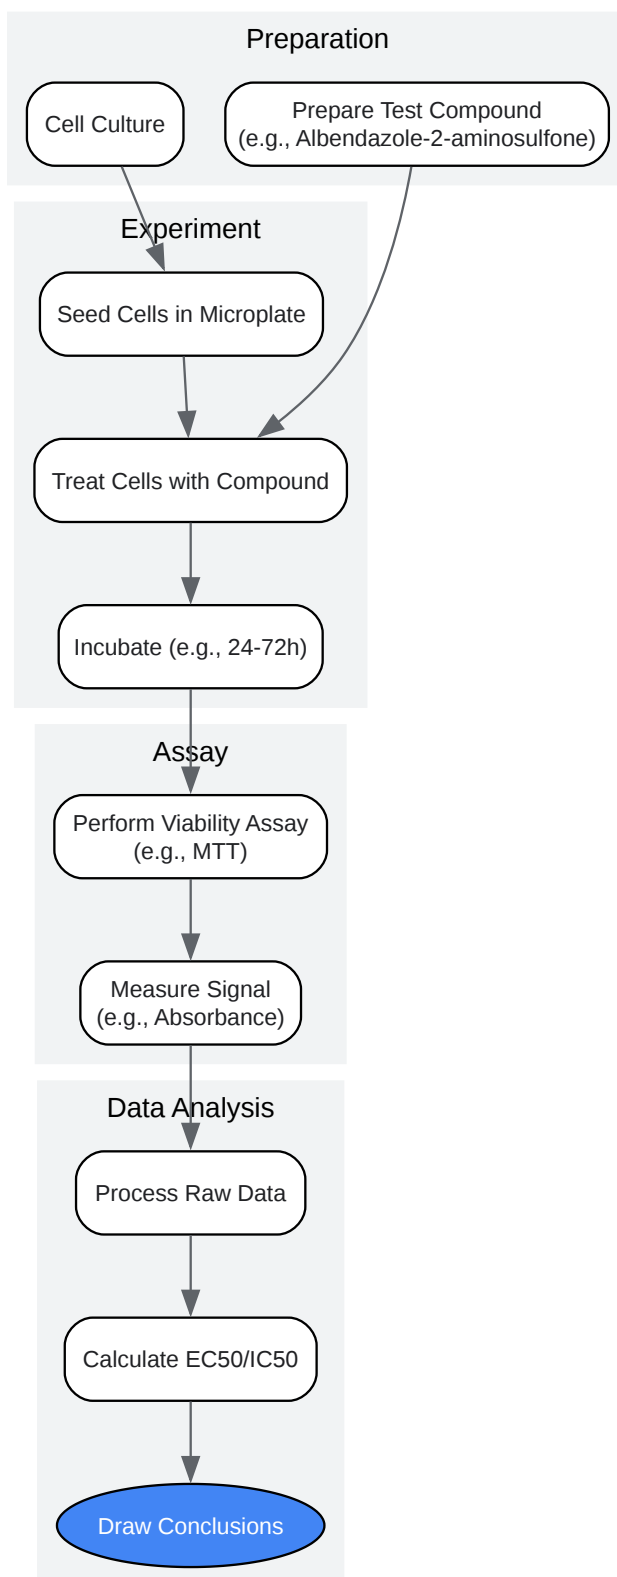 Preparation
Cell Culture
Prepare Test Compound
(e.g., Albendazole-2-aminosulfone)
Experiment
Seed Cells in Microplate
Treat Cells with Compound
Incubate (e.g., 24-72h)
Assay
Perform Viability Assay
(e.g., MTT)
Measure Signal
(e.g., Absorbance)
Data Analysis
Process Raw Data
Calculate EC50/IC50
Draw Conclusions